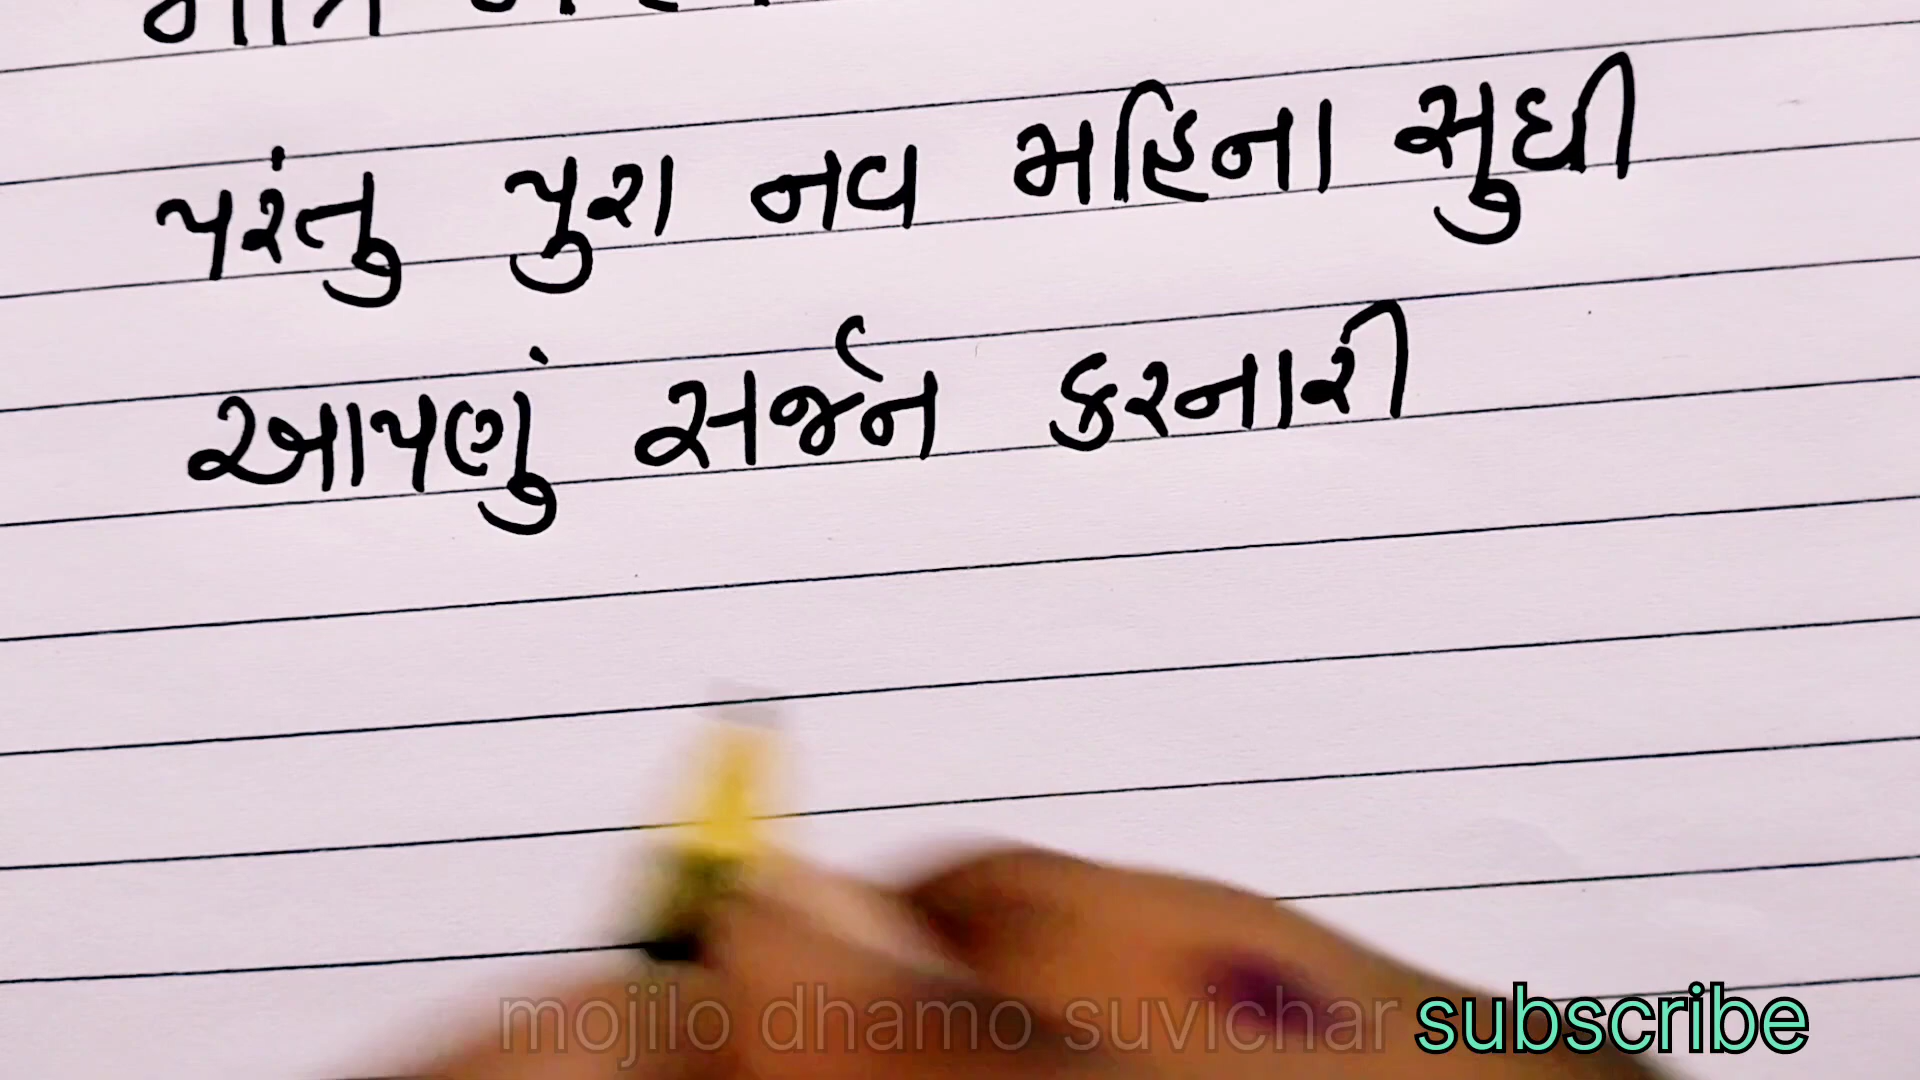 પરંતુ પુરા નવ મહિના સુધી
આપણું સર્જન કરનારી
mojilo dhamo suvichar subscribe